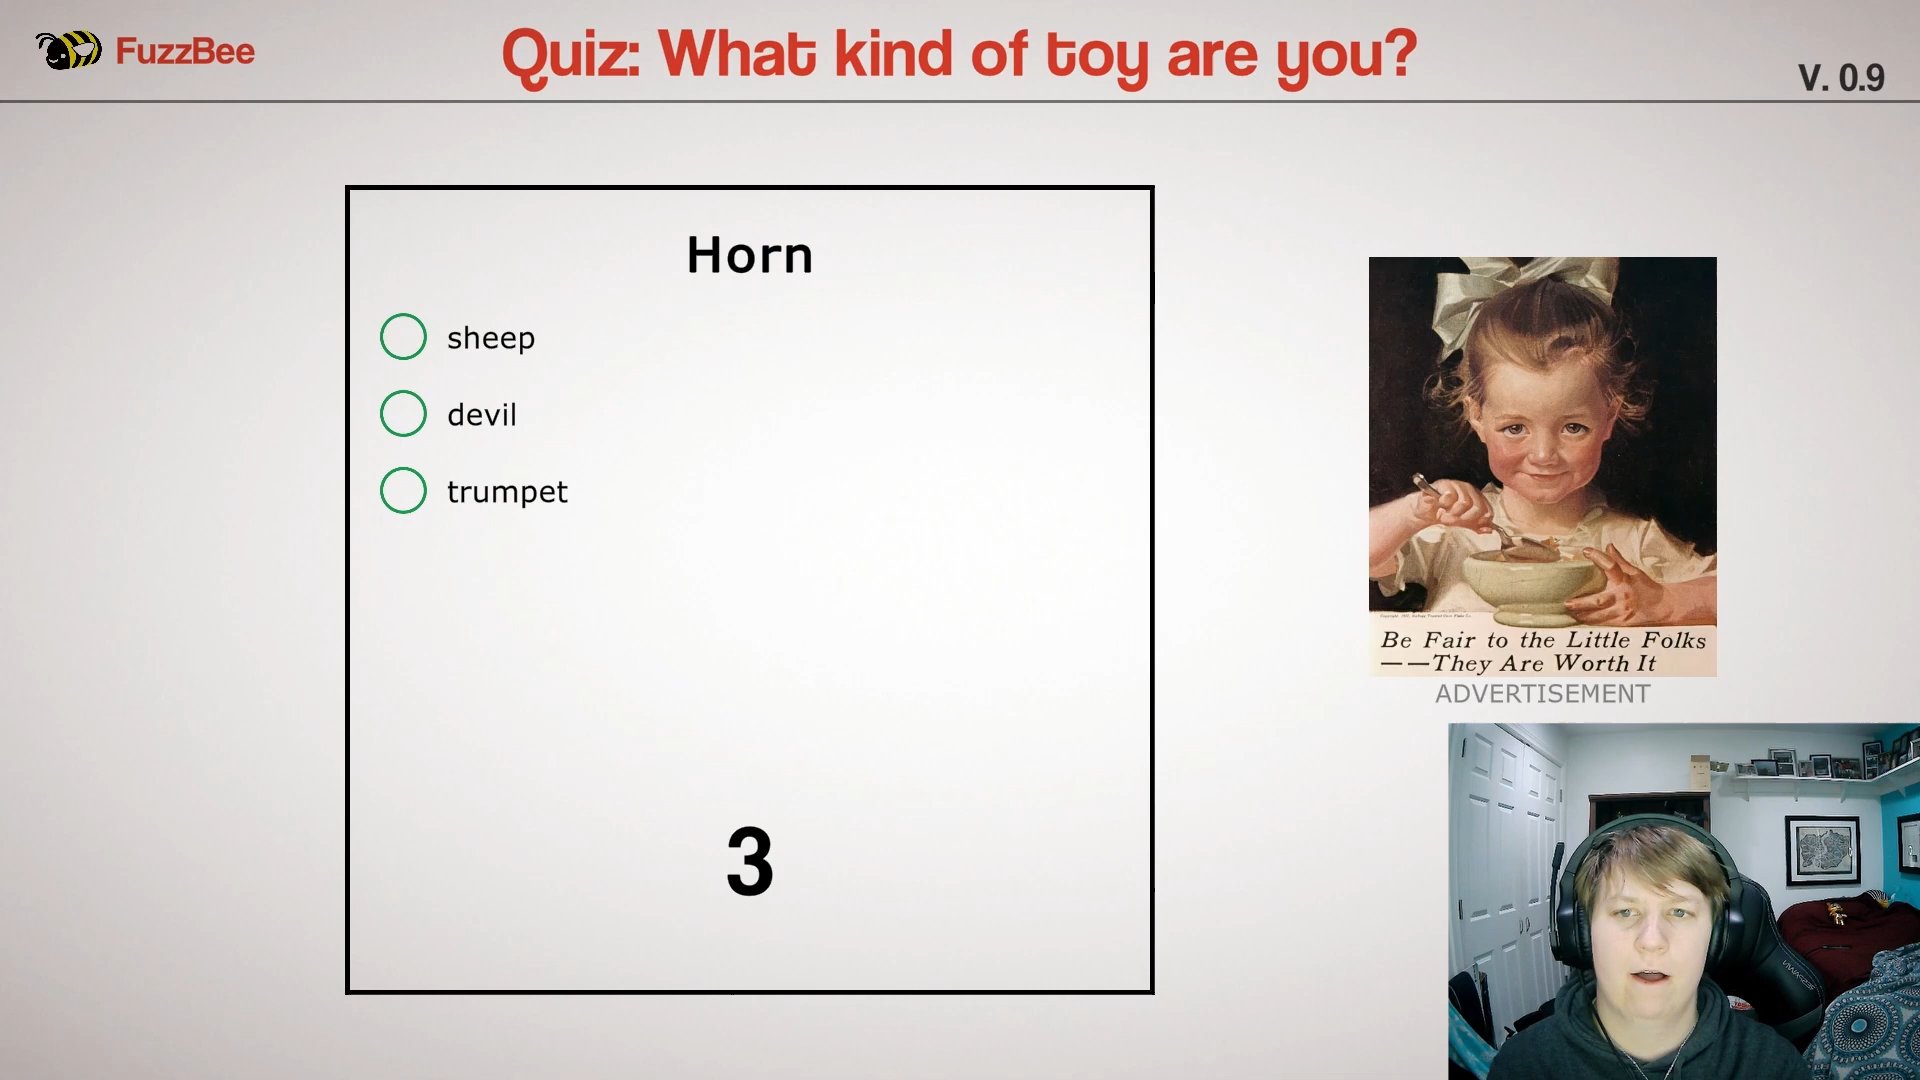 FuzzBee
Quiz: What kind of toy are you?
V. 0.9
Horn
sheep
devil
trumpet
3
Be Fair to the Little Folks
——They Are Worth It
ADVERTISEMENT